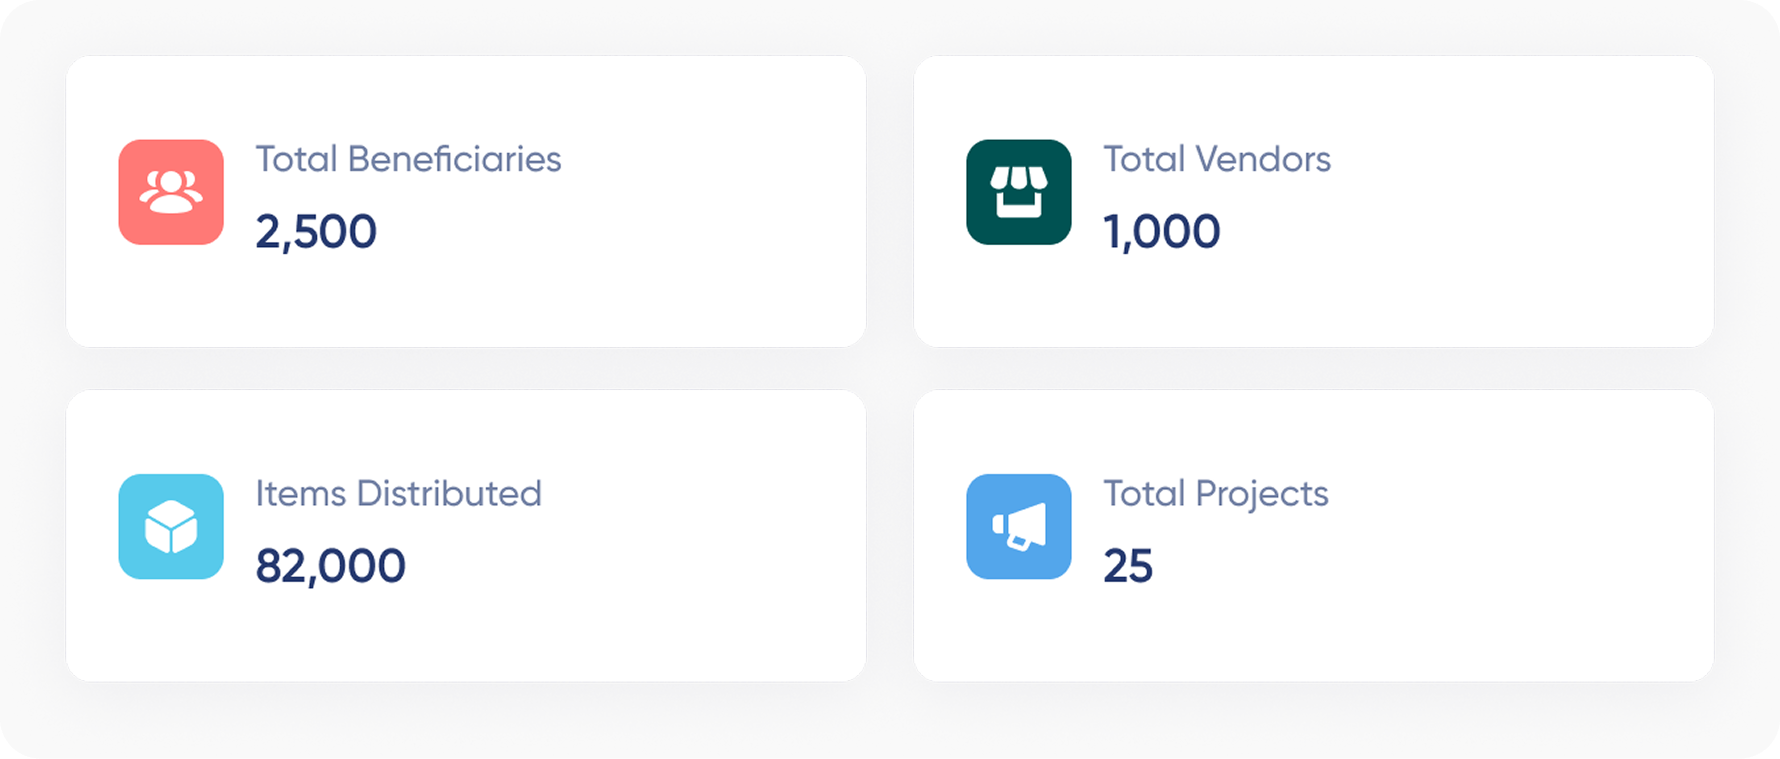 Total Beneficiaries
2,500
Total Vendors
1,000
Items Distributed
82,000
Total Projects
25